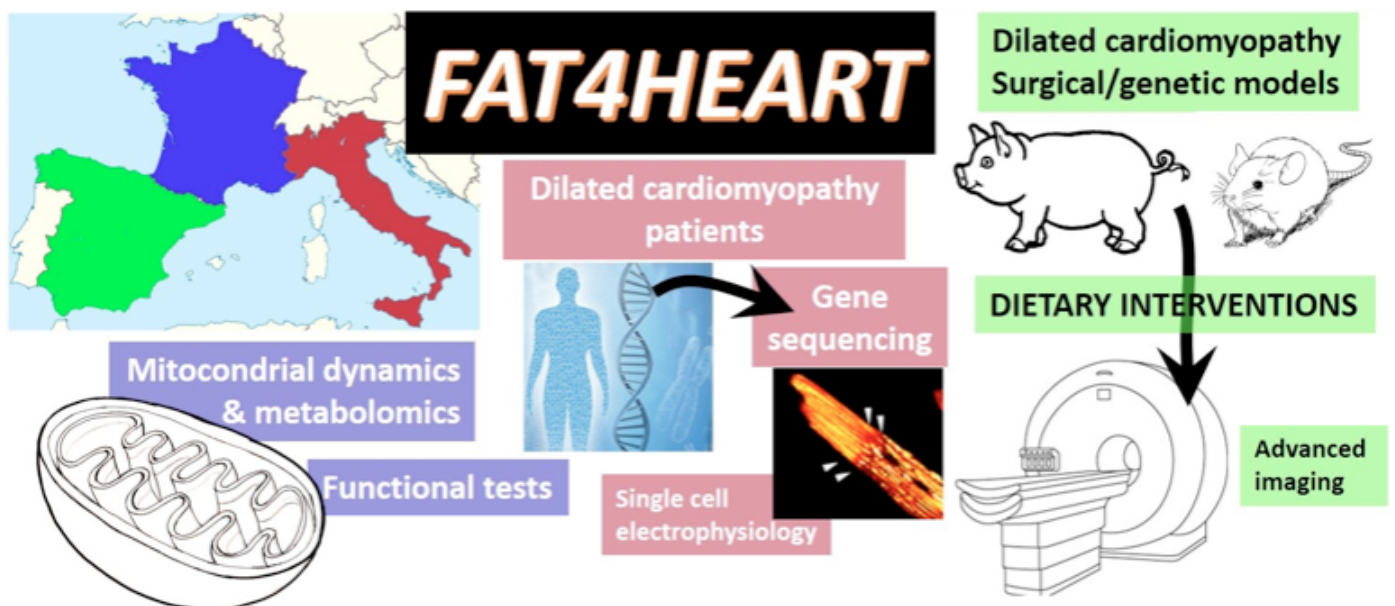 FAT4HEART
Dilated cardiomyopathy
Surgical/genetic models
Dilated cardiomyopathy
patients
Gene
sequencing
DIETARY INTERVENTIONS
Mitocondrial dynamics
& metabolomics
Functional tests
Single cell
electrophysiology
Advanced
imaging